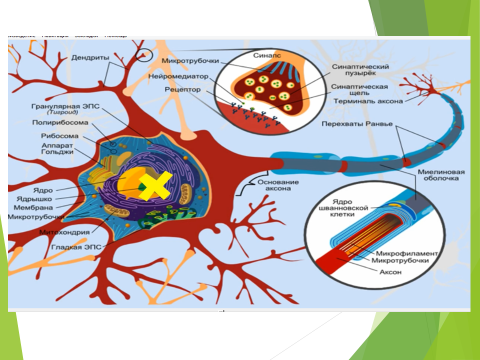 Дендриты
Микротрубочки
Нейромедиатор
Рецептор
Синапс
Синаптический
пузырёк
Синаптическая
щель
Терминаль аксона
Гранулярная ЭПС
(Тигроид)
Полирибосома
Рибосома
Аппарат
Гольджи
Перехваты Ранвье
Миелиновая
оболочка
Основание
аксона
Ядро
Ядрышко
Мембрана
Микротрубочки
Митохондрия
Гладкая ЭПС
Ядро
шванновской
клетки
Микрофиламент
Микротрубочки
Аксон